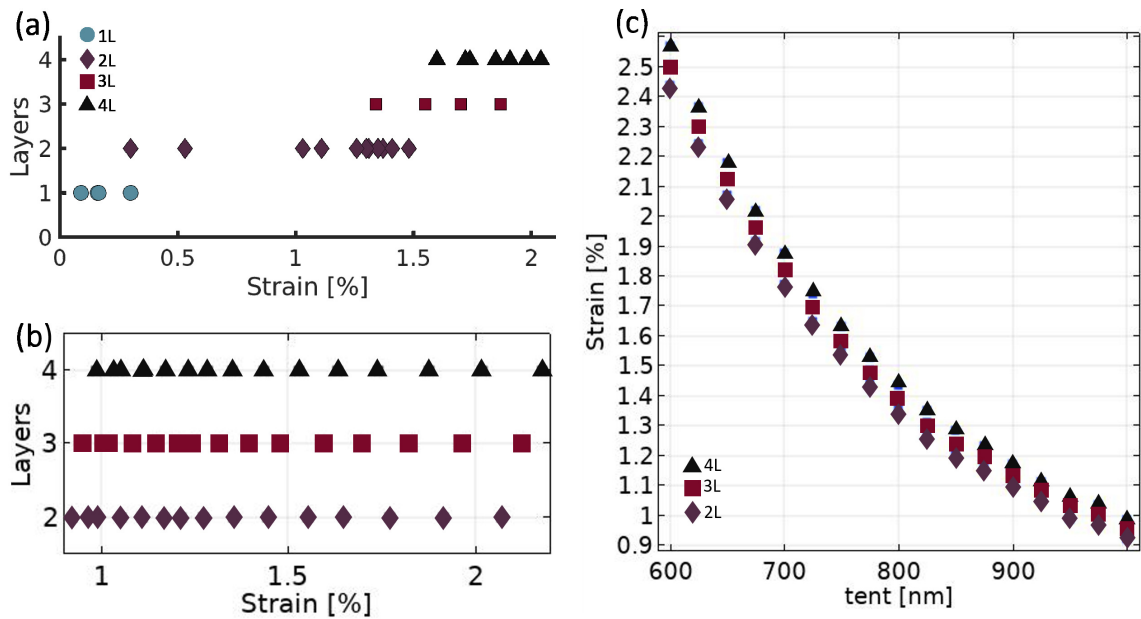 (a)
1L
2L
3L
4L
4
3
2
1
0
Layers
0 0.5 1 1.5 2
Strain [%]
(b)
4
3
2
Layers
1 1.5 2
Strain [%]
(c)
2.5
2.4
2.3
2.2
2.1
2
1.9
1.8
1.7
1.6
1.5
1.4
1.3
1.2
1.1
1
0.9
Strain [%]
4L
3L
2L
600 700 800 900
tent [nm]